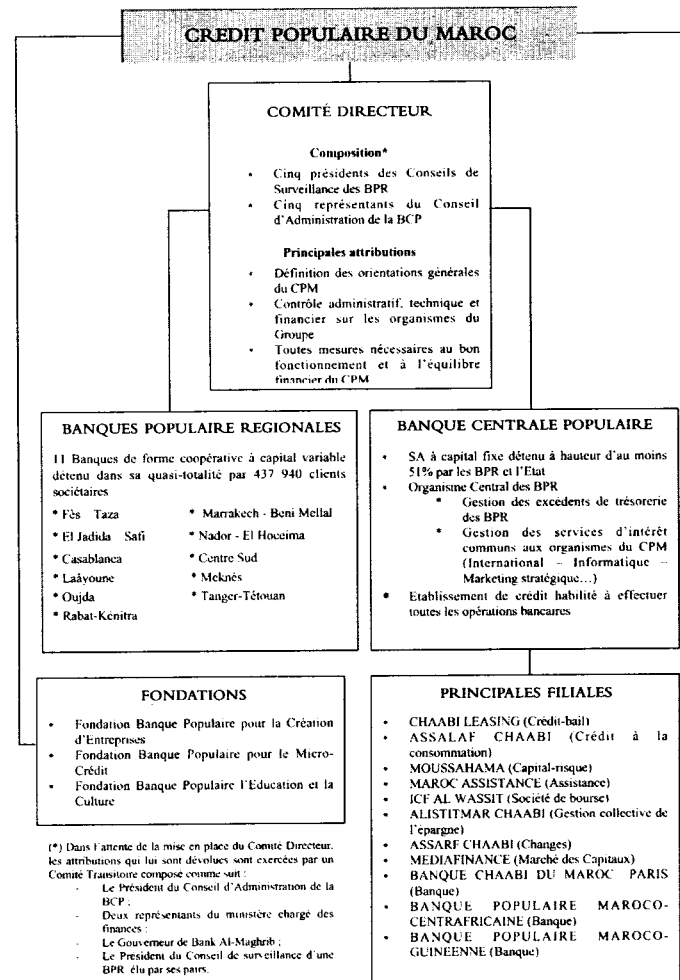 CREDIT POPULAIRE DU MAROC
COMITÉ DIRECTEUR
Composition*
• Cinq présidents des Conseils de
Surveillance des BPR
• Cinq représentants du Conseil
d'Administration de la BCP
Principales attributions
• Définition des orientations générales
du CPM
• Contrôle administratif, technique et
financier sur les organismes du
Groupe
• Toutes mesures nécessaires au bon
fonctionnement et à l'équilibre
financier du CPM
BANQUES POPULAIRE REGIONALES
11 Banques de forme coopérative à capital variable
détenu dans sa quasi-totalité par 437 940 clients
sociétaires
* Fès Taza
* El Jadida Safi
* Casablanca
* Laâyoune
* Oujda
* Rabat-Kénitra
* Marrakech - Beni Mellal
* Nador - El Hoceima
* Centre Sud
* Meknès
* Tanger-Tétouan
BANQUE CENTRALE POPULAIRE
• SA à capital fixe détenu à hauteur d'au moins
51% par les BPR et l'Etat
• Organisme Central des BPR
* Gestion des excédents de trésorerie
des BPR
* Gestion des services d'intérêt
communs aux organismes du CPM
(International – Informatique –
Marketing stratégique...)
* Etablissement de crédit habilité à effectuer
toutes les opérations bancaires
FONDATIONS
• Fondation Banque Populaire pour la Création
d'Entreprises
• Fondation Banque Populaire pour le Micro-
Crédit
• Fondation Banque Populaire l'Education et la
Culture
(*) Dans l'attente de la mise en place du Comité Directeur,
les attributions qui lui sont dévolues sont exercées par un
Comité Transitoire composé comme suit :
- Le Président du Conseil d'Administration de la
BCP ;
- Deux représentants du ministère chargé des
finances ;
- Le Gouverneur de Bank Al-Maghrib ;
- Le Président du Conseil de surveillance d'une
BPR élu par ses pairs.
PRINCIPALES FILIALES
• CHAABI LEASING (Crédit-bail)
• ASSALAF CHAABI (Crédit à la
consommation)
• MOUSSAHAMA (Capital-risque)
• MAROC ASSISTANCE (Assistance)
• ICF AL WASSIT (Société de bourse)
• ALISTITMAR CHAABI (Gestion collective de
l'épargne)
• ASSARF CHAABI (Changes)
• MEDIAFINANCE (Marché des Capitaux)
• BANQUE CHAABI DU MAROC PARIS
(Banque)
• BANQUE POPULAIRE MAROCO-
CENTRAFRICAINE (Banque)
• BANQUE POPULAIRE MAROCO-
GUINEENNE (Banque)